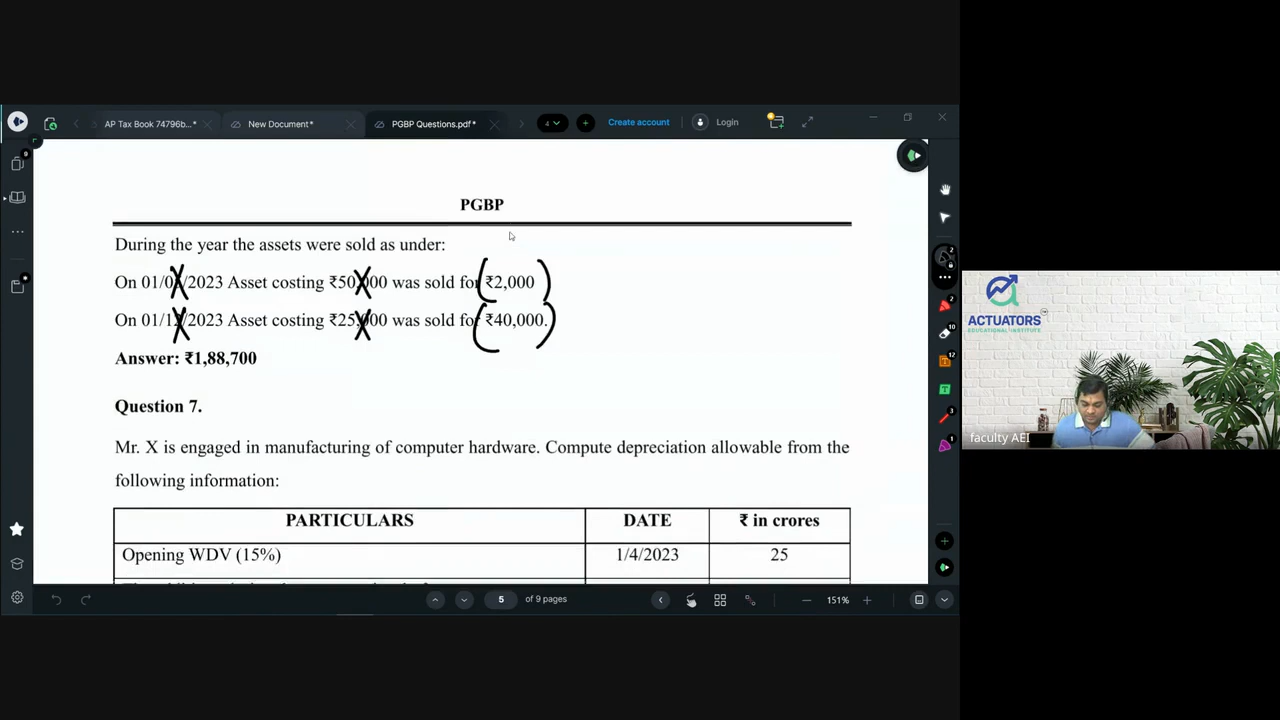 AP Tax Book 74796b...* New Document* PGBP Questions.pdf* 4 Create account Login
PGBP
During the year the assets were sold as under:
On 01/ /2023 Asset costing ₹50,000 was sold for ₹2,000
On 01/12/2023 Asset costing ₹25,000 was sold for ₹40,000.
Answer: ₹1,88,700
Question 7.
Mr. X is engaged in manufacturing of computer hardware. Compute depreciation allowable from the
following information:
PARTICULARS DATE ₹ in crores
Opening WDV (15%) 1/4/2023 25
5 of 9 pages 151%
ACTUATORS
EDUCATIONAL INSTITUTE
faculty AEI